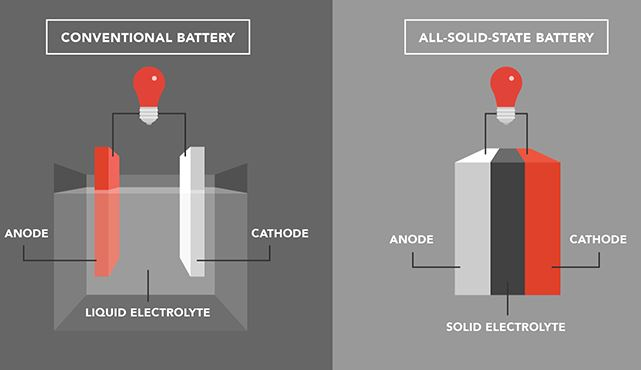 CONVENTIONAL BATTERY
ANODE
CATHODE
LIQUID ELECTROLYTE
ALL-SOLID-STATE BATTERY
ANODE
CATHODE
SOLID ELECTROLYTE